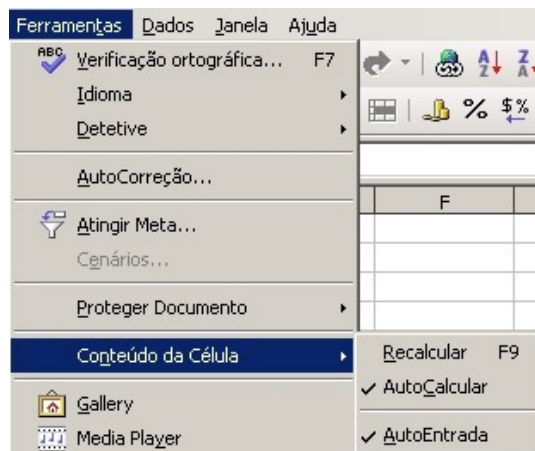 Ferramentas Dados Janela Ajuda
ABC Verificação ortográfica... F7
Idioma
Detetive
AutoCorreção...
Atingir Meta...
Cenários...
Proteger Documento
Conteúdo da Célula
Gallery
Media Player
A Z
Z A
% $%
F
Recalcular F9
AutoCalcular
AutoEntrada